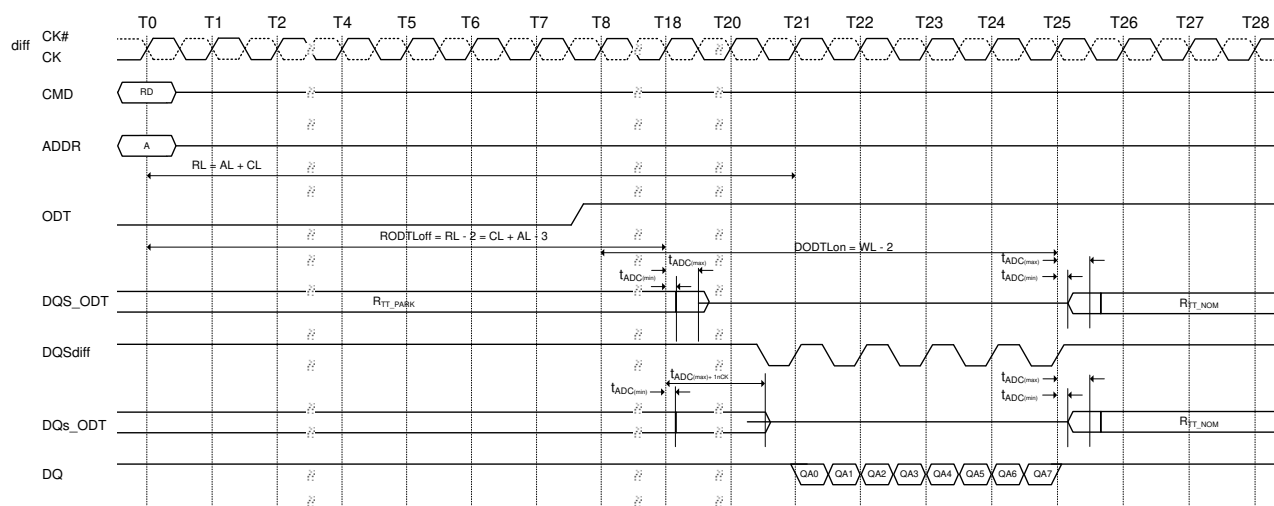 T0 T1 T2 T4 T5 T6 T7 T8 T18 T20 T21 T22 T23 T24 T25 T26 T27 T28
diff CK#
CK
CMD RD
ADDR A
RL = AL + CL
ODT
RODTLoff = RL - 2 = CL + AL - 3
DODTLon = WL - 2
tADC(max) tADC(max)
tADC(min) tADC(min)
DQS_ODT RTT_PARK RTT_NOM
DQSdiff
tADC(max)+ 1nCK tADC(max)
tADC(min) tADC(min)
DQs_ODT RTT_NOM
DQ QA0 QA1 QA2 QA3 QA4 QA5 QA6 QA7